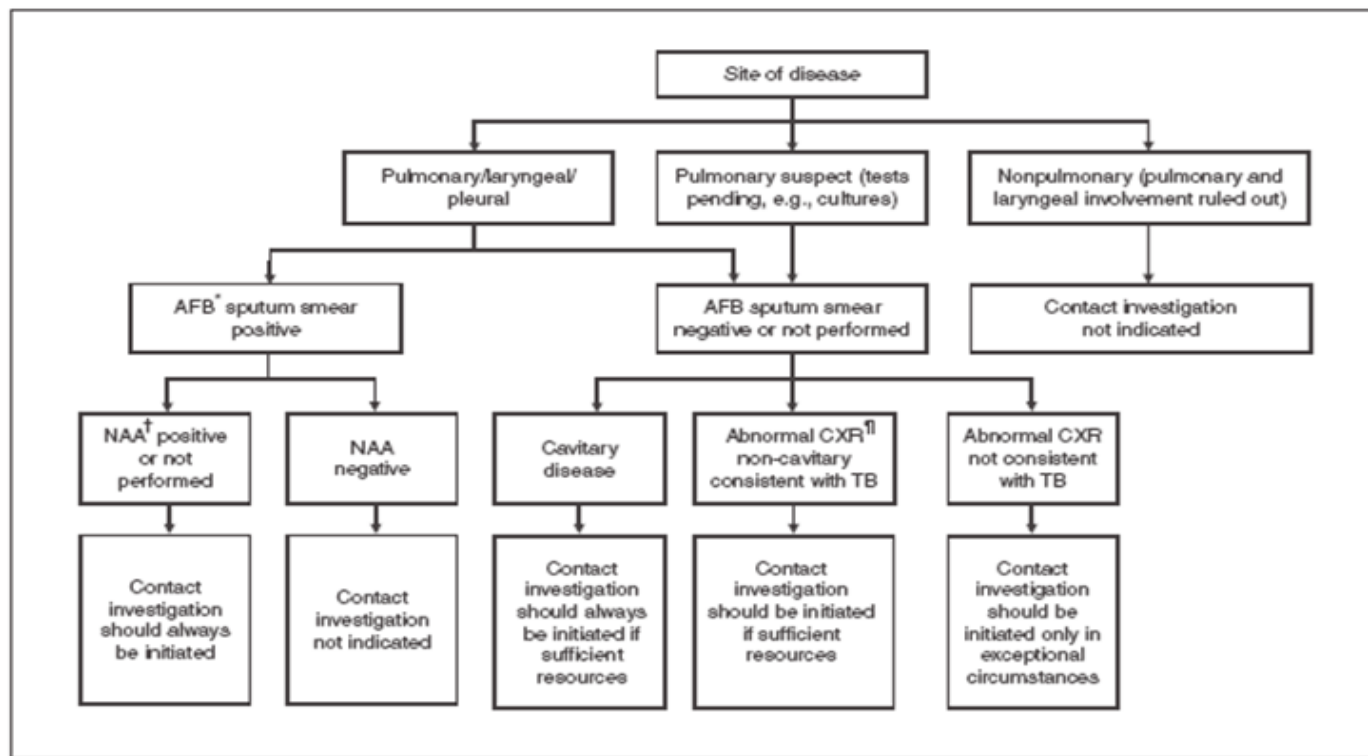 Site of disease
Pulmonary/laryngeal/
pleural
Pulmonary suspect (tests
pending, e.g., cultures)
Nonpulmonary (pulmonary and
laryngeal involvement ruled out)
AFB* sputum smear
positive
AFB sputum smear
negative or not performed
Contact investigation
not indicated
NAA† positive
or not
performed
NAA
negative
Cavitary
disease
Abnormal CXR¶
non-cavitary
consistent with TB
Abnormal CXR
not consistent
with TB
Contact
investigation
should always
be initiated
Contact
investigation
not indicated
Contact
investigation
should always
be initiated if
sufficient
resources
Contact
investigation
should be initiated
if sufficient
resources
Contact
investigation
should be
initiated only in
exceptional
circumstances